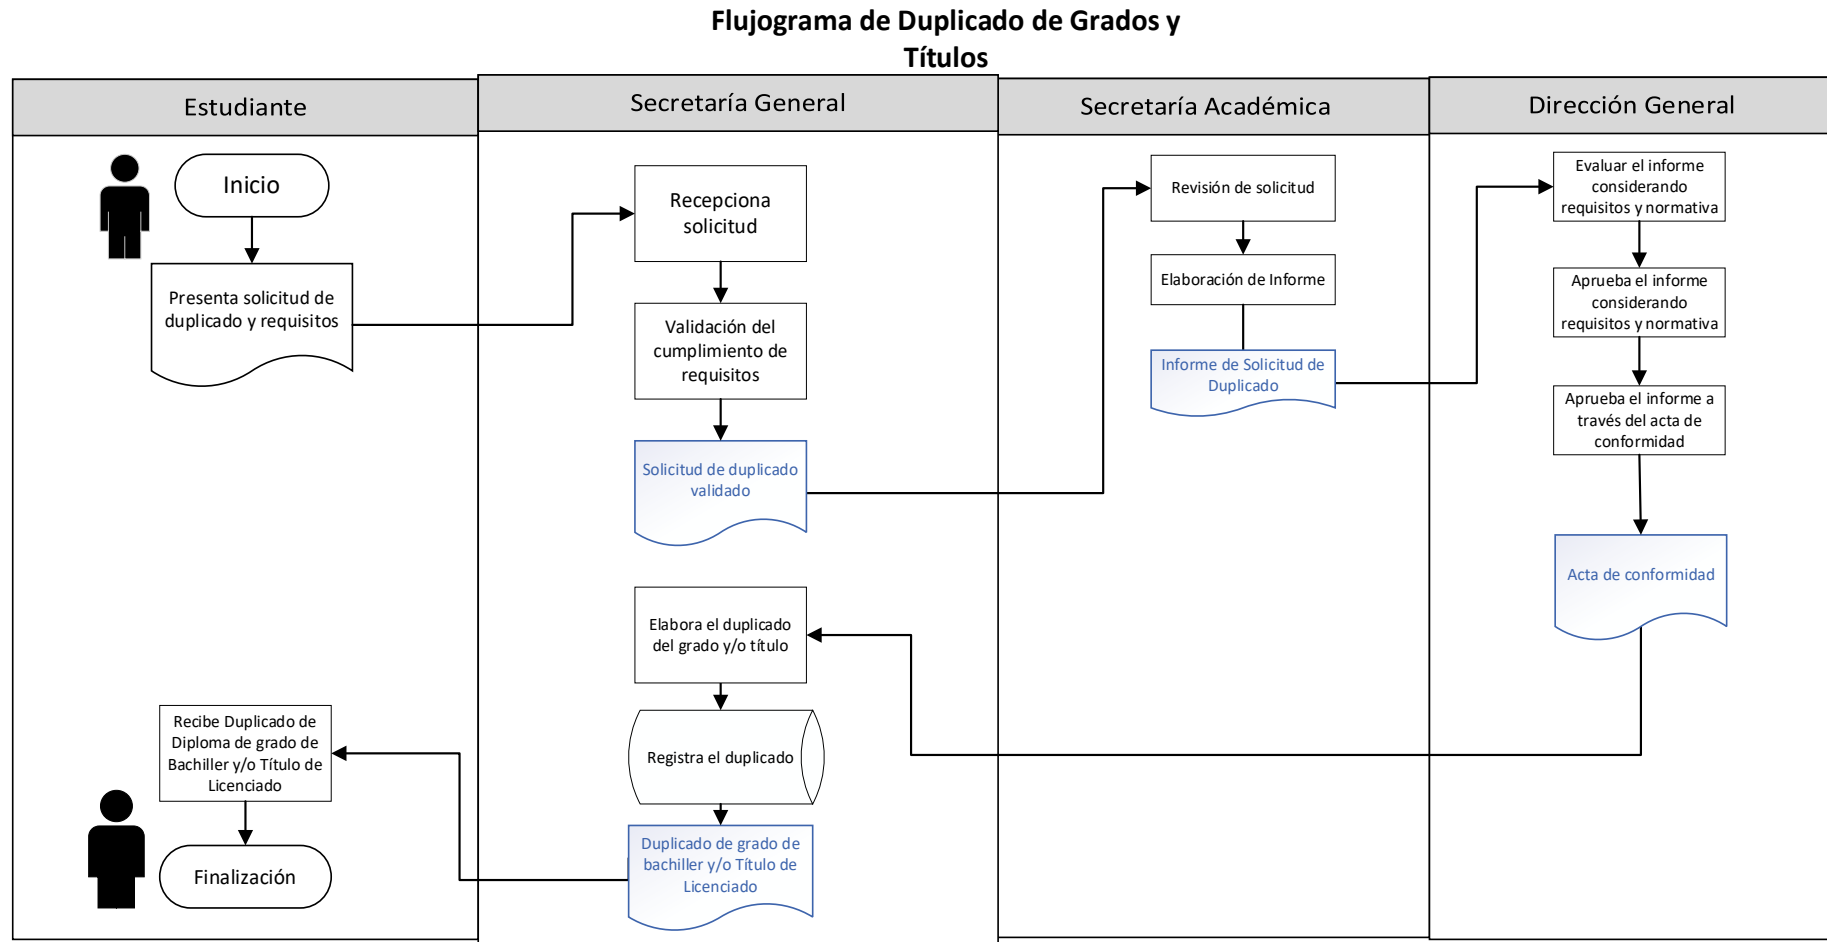 Flujograma de Duplicado de Grados y
Títulos
Estudiante
Secretaría General
Secretaría Académica
Dirección General
Inicio
Presenta solicitud de
duplicado y requisitos
Recibe Duplicado de
Diploma de grado de
Bachiller y/o Título de
Licenciado
Finalización
Recepciona
solicitud
Validación del
cumplimiento de
requisitos
Solicitud de duplicado
validado
Elabora el duplicado
del grado y/o título
Registra el duplicado
Duplicado de grado de
bachiller y/o Título de
Licenciado
Revisión de solicitud
Elaboración de Informe
Informe de Solicitud de
Duplicado
Evaluar el informe
considerando
requisitos y normativa
Aprueba el informe
considerando
requisitos y normativa
Aprueba el informe a
través del acta de
conformidad
Acta de conformidad